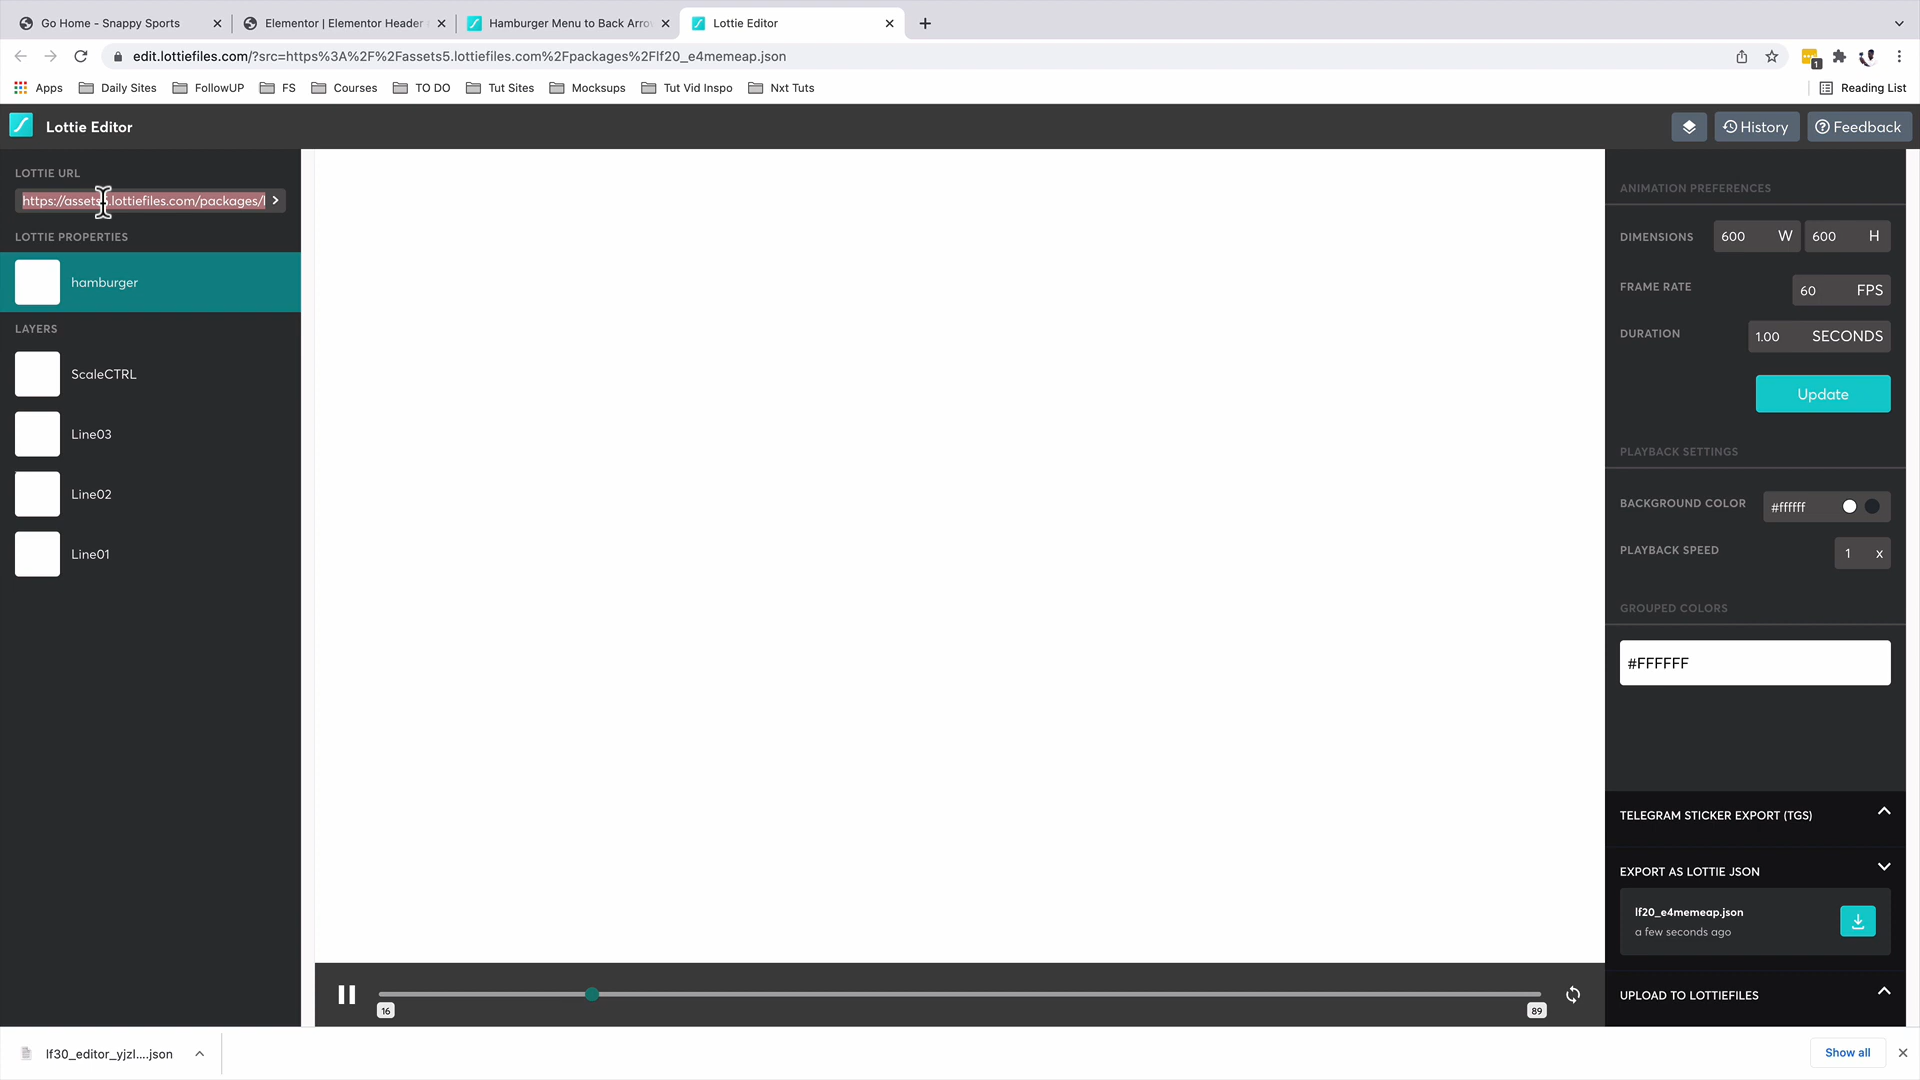 Go Home - Snappy Sports
Elementor | Elementor Header
Hamburger Menu to Back Arro
Lottie Editor
edit.lottiefiles.com/?src=https%3A%2F%2Fassets5.lottiefiles.com%2Fpackages%2Flf20_e4memeap.json
1
Apps
Daily Sites
FollowUP
FS
Courses
TO DO
Tut Sites
Mocksups
Tut Vid Inspo
Nxt Tuts
Reading List
Lottie Editor
History
Feedback
LOTTIE URL
https://assets5.lottiefiles.com/packages/l
LOTTIE PROPERTIES
hamburger
LAYERS
ScaleCTRL
Line03
Line02
Line01
16
89
ANIMATION PREFERENCES
DIMENSIONS 600 W 600 H
FRAME RATE 60 FPS
DURATION 1.00 SECONDS
Update
PLAYBACK SETTINGS
BACKGROUND COLOR #ffffff
PLAYBACK SPEED 1 x
GROUPED COLORS
#FFFFFF
TELEGRAM STICKER EXPORT (TGS)
EXPORT AS LOTTIE JSON
lf20_e4memeap.json
a few seconds ago
UPLOAD TO LOTTIEFILES
lf30_editor_yjzl....json
Show all